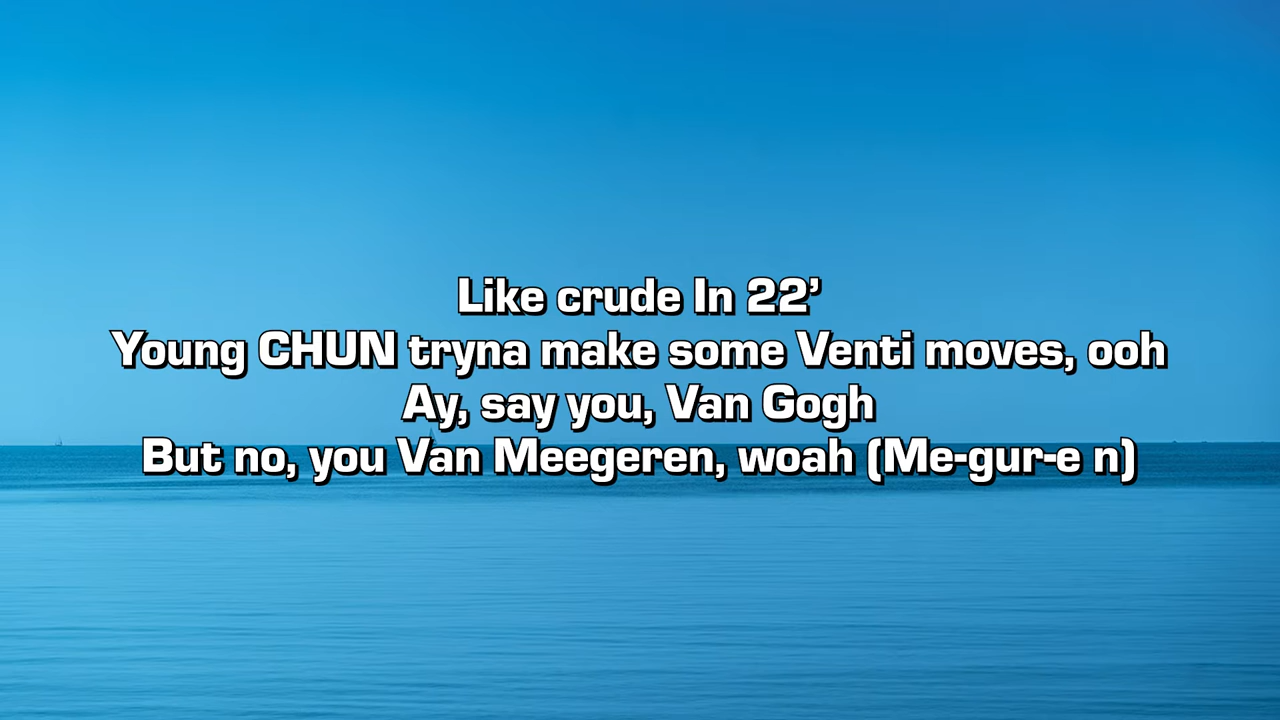 Like crude In 22’
Young CHUN tryna make some Venti moves, ooh
Ay, say you, Van Gogh
But no, you Van Meegeren, woah (Me-gur-e n)